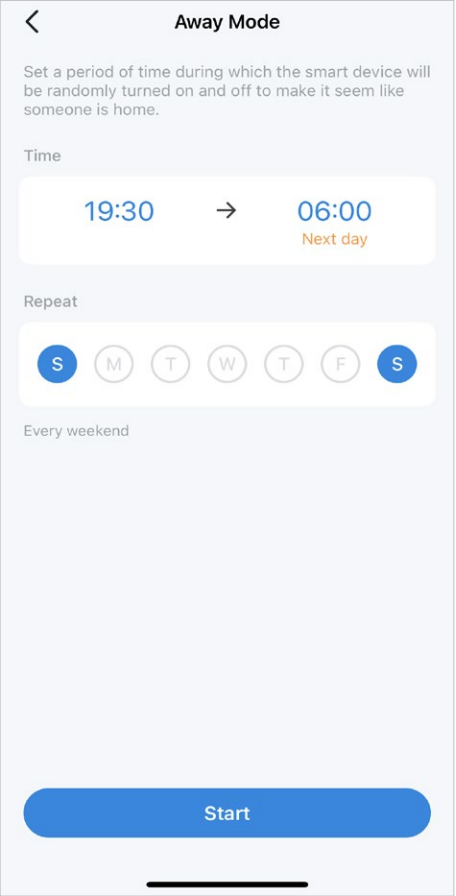 Away Mode
Set a period of time during which the smart device will
be randomly turned on and off to make it seem like
someone is home.
Time
19:30 → 06:00
Next day
Repeat
S M T W T F S
Every weekend
Start